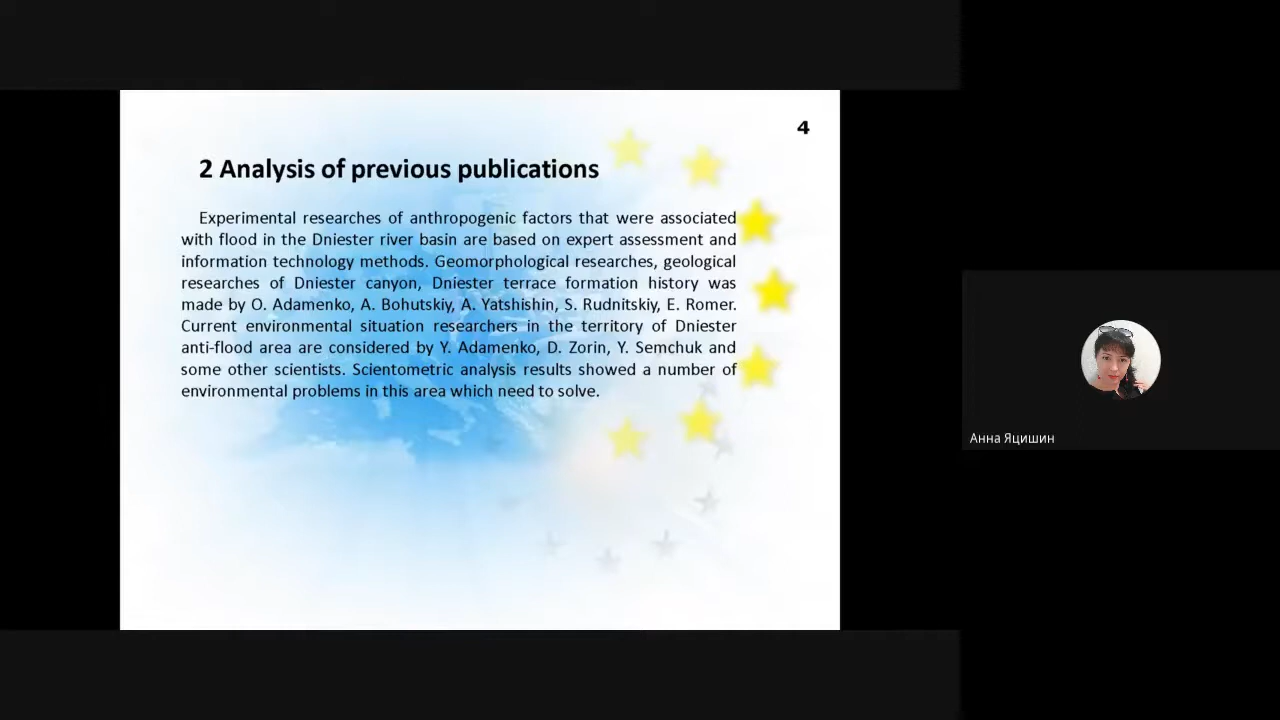 4
2 Analysis of previous publications
Experimental researches of anthropogenic factors that were associated
with flood in the Dniester river basin are based on expert assessment and
information technology methods. Geomorphological researches, geological
researches of Dniester canyon, Dniester terrace formation history was
made by O. Adamenko, A. Bohutskiy, A. Yatshishin, S. Rudnitskiy, E. Romer.
Current environmental situation researchers in the territory of Dniester
anti-flood area are considered by Y. Adamenko, D. Zorin, Y. Semchuk and
some other scientists. Scientometric analysis results showed a number of
environmental problems in this area which need to solve.
Анна Яцишин